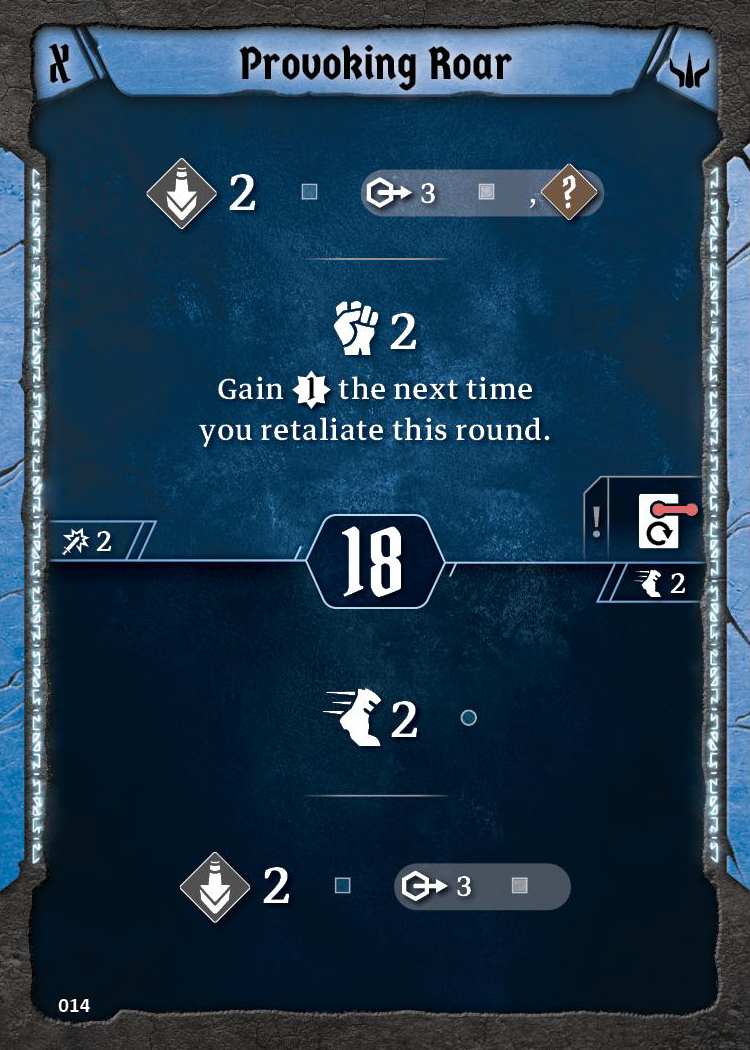 א Provoking Roar
2 3 , ?
2
Gain 1 the next time
you retaliate this round.
!
2 18
2
2
2 3
014